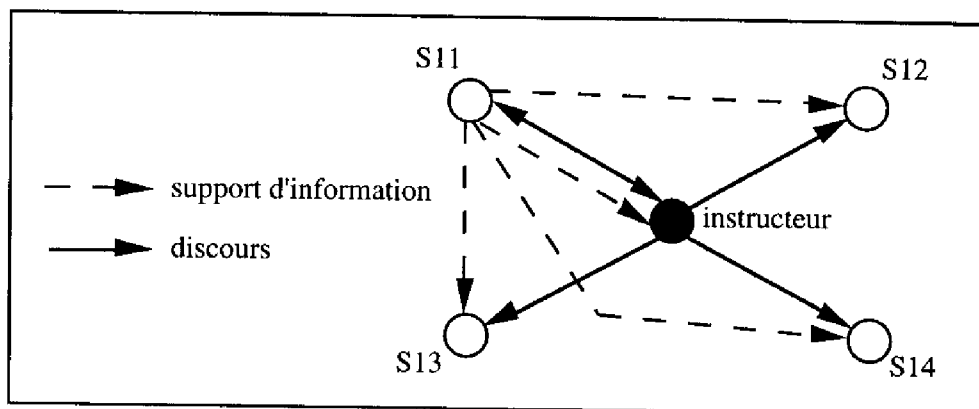 S11
S12
support d'information
instructeur
discours
S13
S14